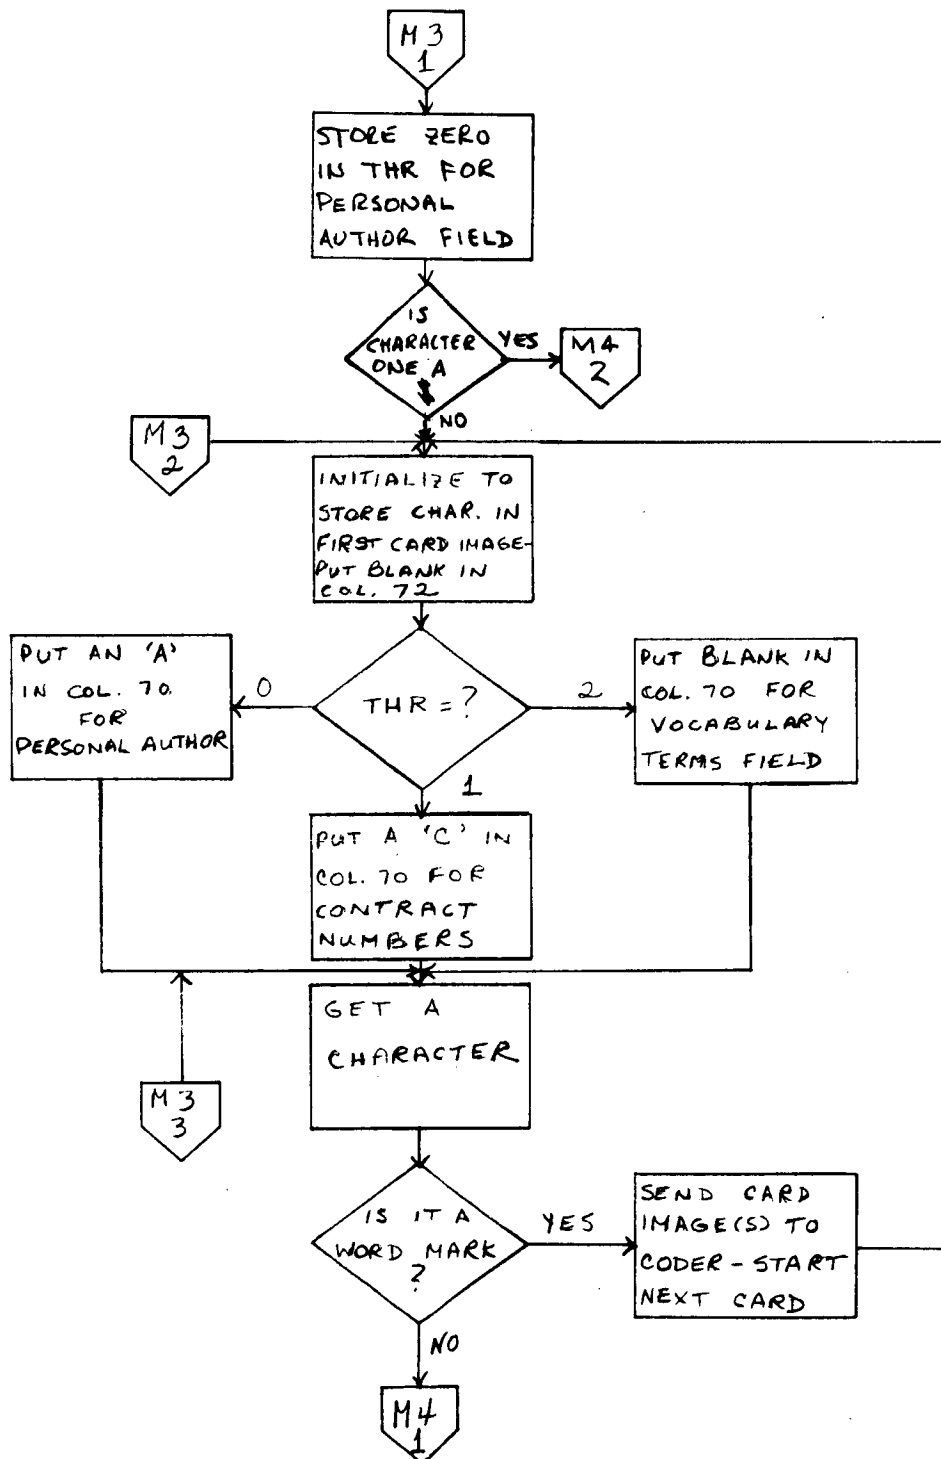 M3
1
STORE ZERO
IN THR FOR
PERSONAL
AUTHOR FIELD
IS
CHARACTER
ONE A
YES
M4
2
NO
M3
2
INITIALIZE TO
STORE CHAR. IN
FIRST CARD IMAGE-
PUT BLANK IN
COL. 72
PUT AN 'A'
IN COL. 70.
FOR
PERSONAL AUTHOR
0
THR = ?
2
PUT BLANK IN
COL. 70 FOR
VOCABULARY
TERMS FIELD
1
PUT A 'C' IN
COL. 70 FOR
CONTRACT
NUMBERS
GET A
CHARACTER
M3
3
IS IT A
WORD MARK
?
YES
SEND CARD
IMAGE(S) TO
CODER - START
NEXT CARD
NO
M4
1